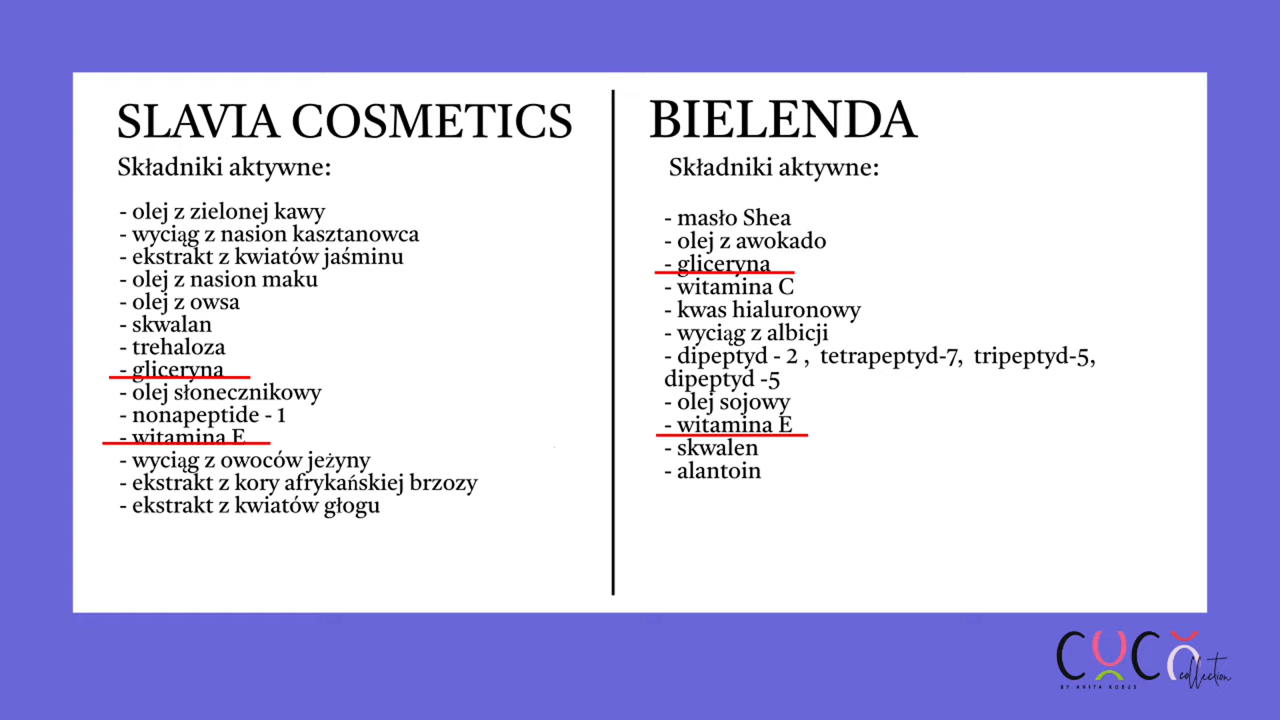 SLAVIA COSMETICS
Składniki aktywne:
- olej z zielonej kawy
- wyciąg z nasion kasztanowca
- ekstrakt z kwiatów jaśminu
- olej z nasion maku
- olej z owsa
- skwalan
- trehaloza
- gliceryna
- olej słonecznikowy
- nonapeptide - 1
- witamina E
- wyciąg z owoców jeżyny
- ekstrakt z kory afrykańskiej brzozy
- ekstrakt z kwiatów głogu
BIELENDA
Składniki aktywne:
- masło Shea
- olej z awokado
- gliceryna
- witamina C
- kwas hialuronowy
- wyciąg z albicji
- dipeptyd - 2 , tetrapeptyd-7, tripeptyd-5,
dipeptyd -5
- olej sojowy
- witamina E
- skwalen
- alantoin
CUCO
collection
BY ANITA KOBUS